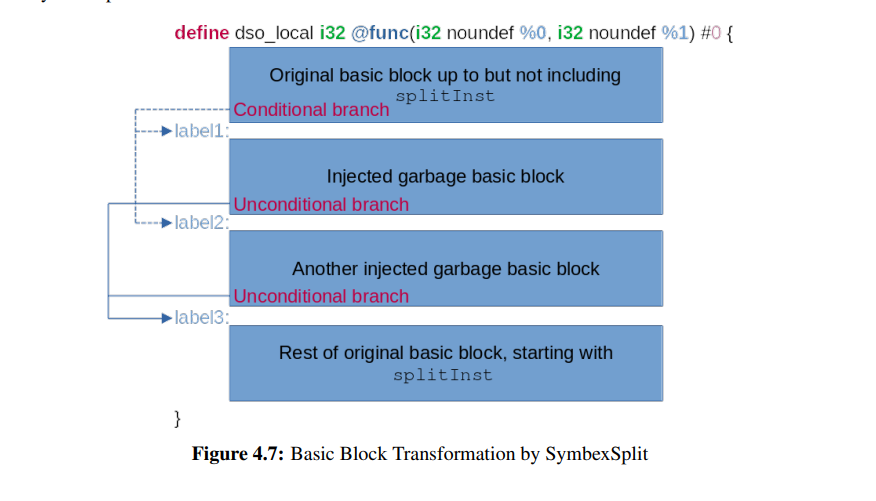 define dso_local i32 @func(i32 noundef %0, i32 noundef %1) #0 {
Original basic block up to but not including
splitInst
Conditional branch
label1:
Injected garbage basic block
Unconditional branch
label2:
Another injected garbage basic block
Unconditional branch
label3:
Rest of original basic block, starting with
splitInst
}
Figure 4.7: Basic Block Transformation by SymbexSplit